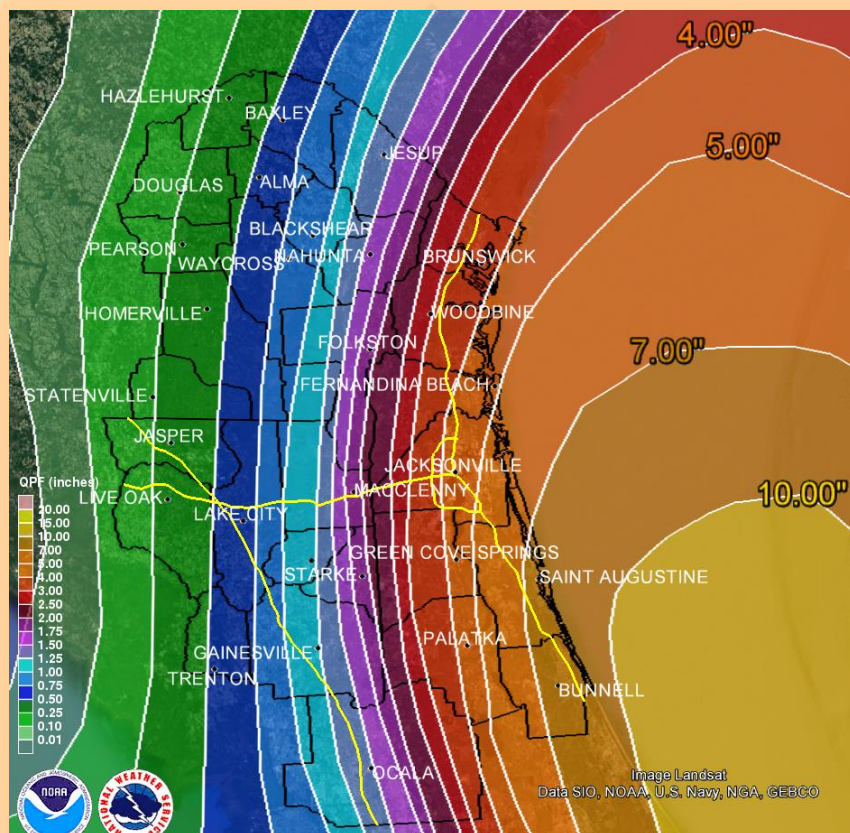 4.00"
HAZLEHURST
BAXLEY
5.00"
JESUP
DOUGLAS
ALMA
BLACKSHEAR
PEARSON
WAYCROSS
NAHUNTA
BRUNSWICK
HOMERVILLE
WOODBINE
FOLKSTON
7.00"
STATENVILLE
FERNANDINA BEACH
JASPER
JACKSONVILLE
QPF (inches)
LIVE OAK
MACCLENNY
10.00"
LAKE CITY
GREEN COVE SPRINGS
STARKE
SAINT AUGUSTINE
GAINESVILLE
PALATKA
TRENTON
BUNNELL
OCALA
20.00
15.00
10.00
7.00
5.00
4.00
3.00
2.50
2.00
1.75
1.50
1.25
1.00
0.75
0.50
0.25
0.10
0.01
NOAA
NATIONAL WEATHER SERVICE
Image Landsat
Data SIO, NOAA, U.S. Navy, NGA, GEBCO